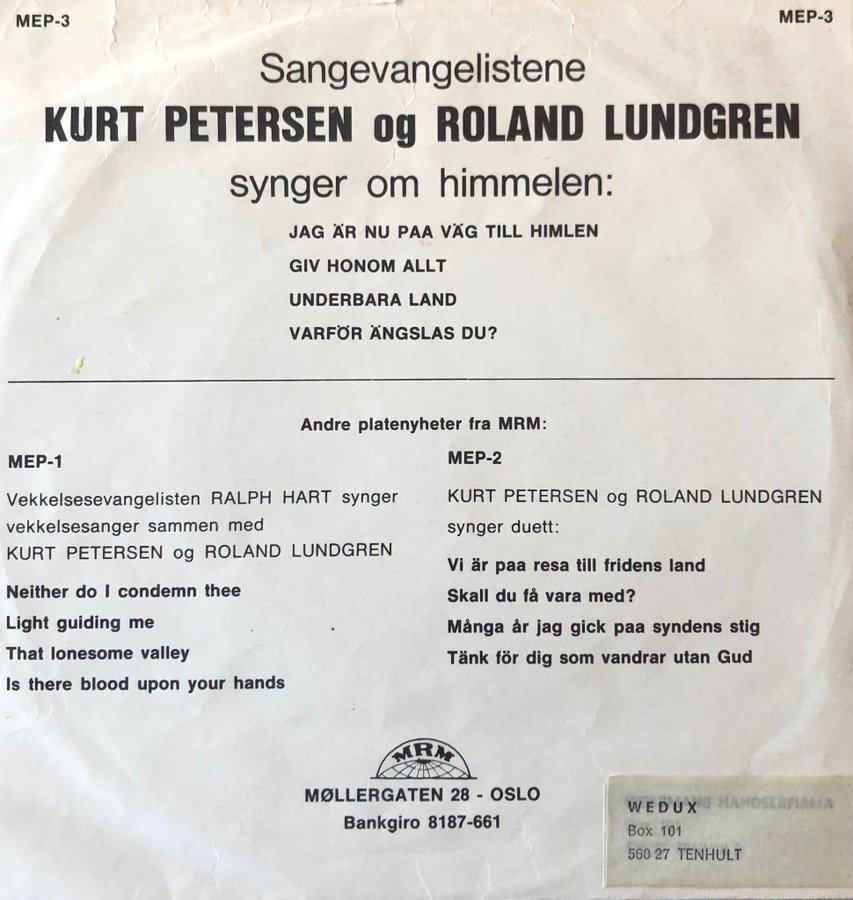 MEP-3
MEP-3
Sangevangelistene
KURT PETERSEN og ROLAND LUNDGREN
synger om himmelen:
JAG ÄR NU PAA VÄG TILL HIMLEN
GIV HONOM ALLT
UNDERBARA LAND
VARFÖR ÄNGSLAS DU?
Andre platenyheter fra MRM:
MEP-1
Vekkelsesevangelisten RALPH HART synger
vekkelsesanger sammen med
KURT PETERSEN og ROLAND LUNDGREN
Neither do I condemn thee
Light guiding me
That lonesome valley
Is there blood upon your hands
MEP-2
KURT PETERSEN og ROLAND LUNDGREN
synger duett:
Vi är paa resa till fridens land
Skall du få vara med?
Många år jag gick paa syndens stig
Tänk för dig som vandrar utan Gud
MRM
MØLLERGATEN 28 - OSLO
Bankgiro 8187-661
WEDUX HANDELSFIRMA
Box 101
560 27 TENHULT